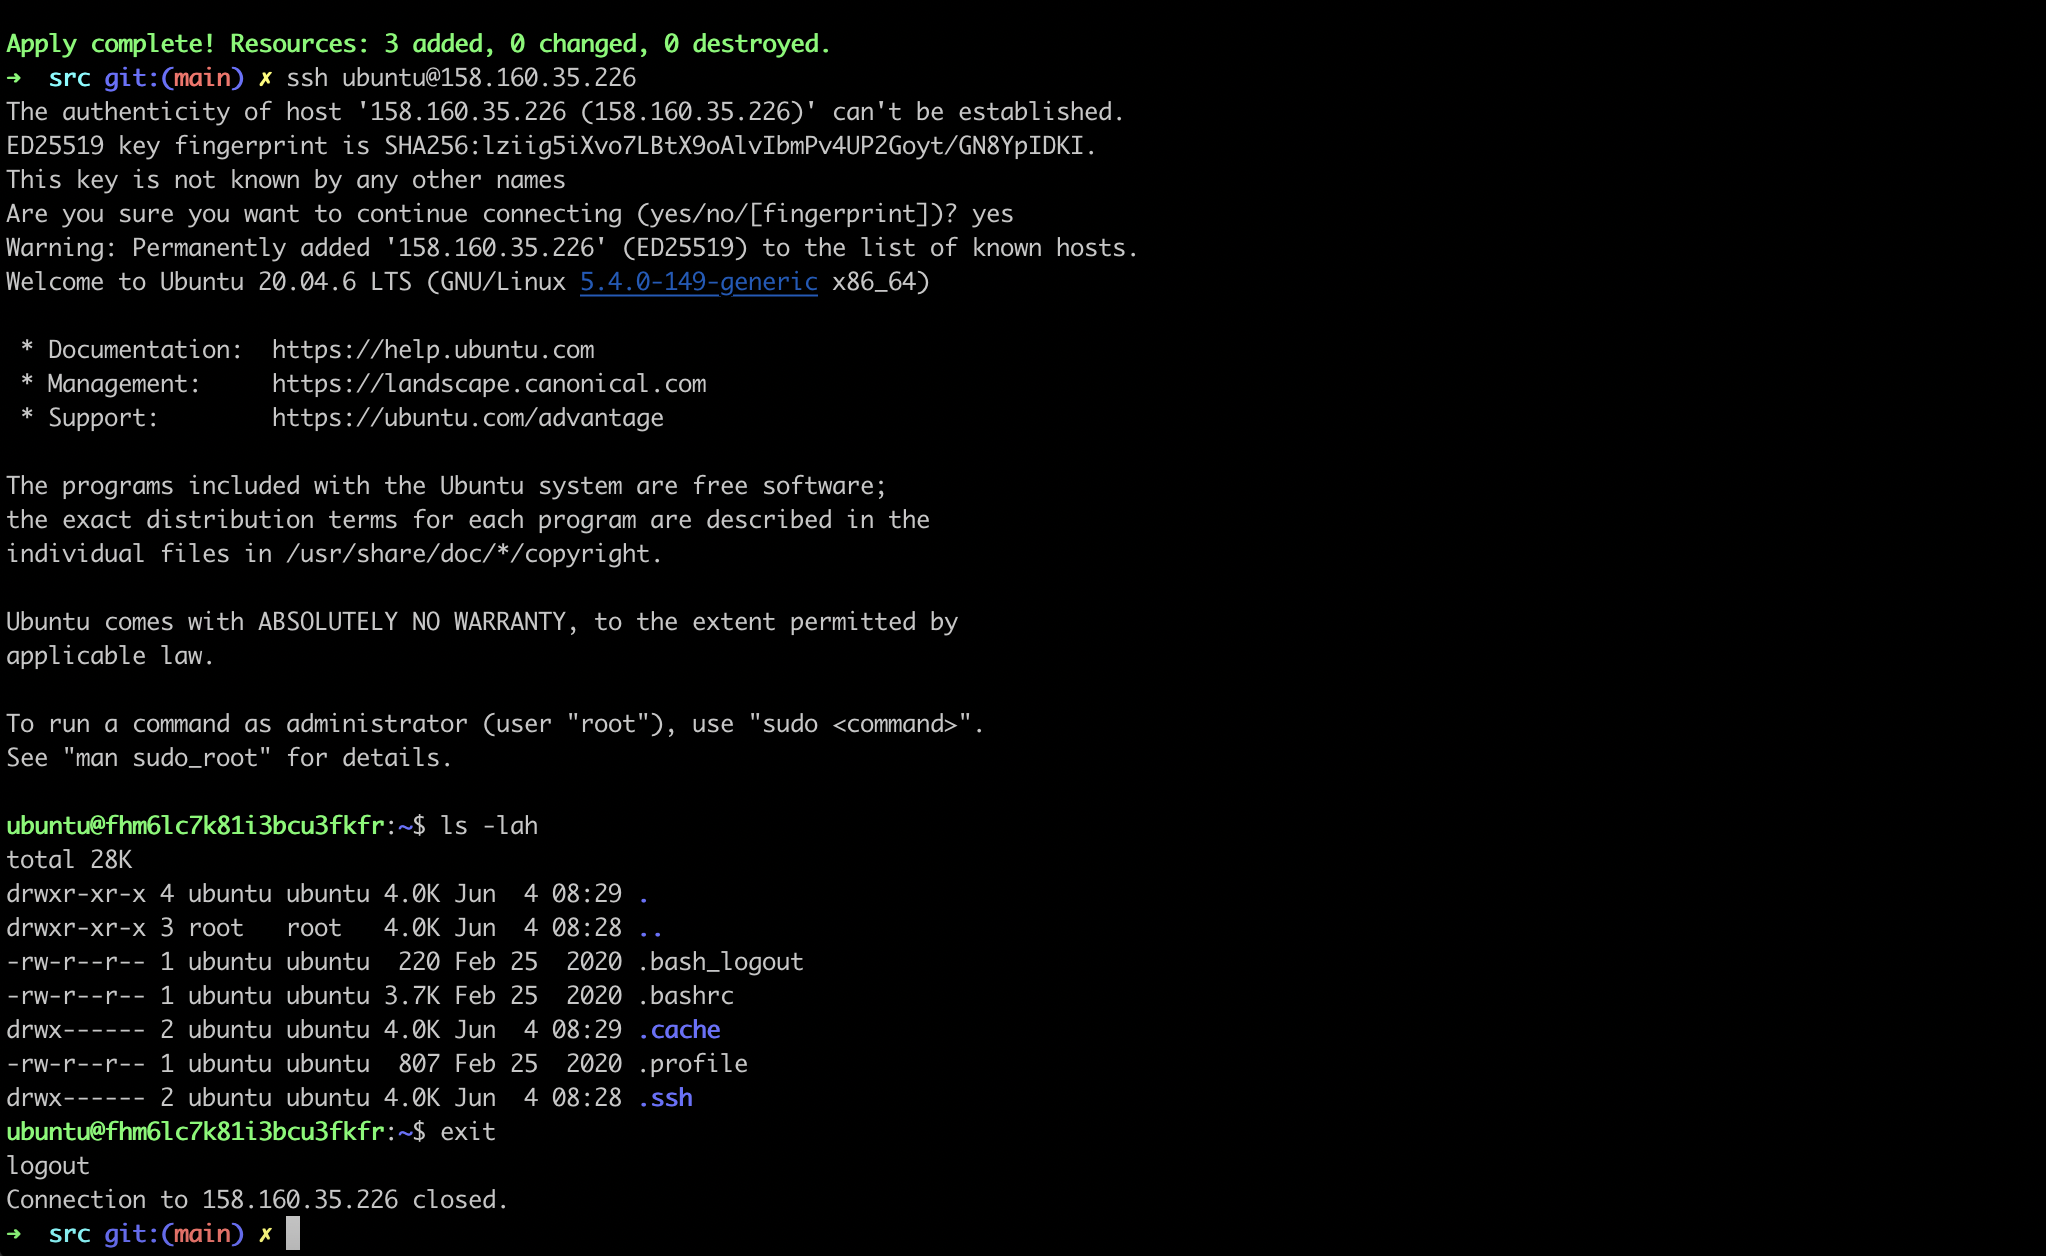 Apply complete! Resources: 3 added, 0 changed, 0 destroyed.
➜  src git:(main) ✗ ssh ubuntu@158.160.35.226
The authenticity of host '158.160.35.226 (158.160.35.226)' can't be established.
ED25519 key fingerprint is SHA256:lziig5iXvo7LBtX9oAlvIbmPv4UP2Goyt/GN8YpIDKI.
This key is not known by any other names
Are you sure you want to continue connecting (yes/no/[fingerprint])? yes
Warning: Permanently added '158.160.35.226' (ED25519) to the list of known hosts.
Welcome to Ubuntu 20.04.6 LTS (GNU/Linux 5.4.0-149-generic x86_64)

 * Documentation:  https://help.ubuntu.com
 * Management:     https://landscape.canonical.com
 * Support:        https://ubuntu.com/advantage

The programs included with the Ubuntu system are free software;
the exact distribution terms for each program are described in the
individual files in /usr/share/doc/*/copyright.

Ubuntu comes with ABSOLUTELY NO WARRANTY, to the extent permitted by
applicable law.

To run a command as administrator (user "root"), use "sudo <command>".
See "man sudo_root" for details.

ubuntu@fhm6lc7k81i3bcu3fkfr:~$ ls -lah
total 28K
drwxr-xr-x 4 ubuntu ubuntu 4.0K Jun  4 08:29 .
drwxr-xr-x 3 root   root   4.0K Jun  4 08:28 ..
-rw-r--r-- 1 ubuntu ubuntu  220 Feb 25  2020 .bash_logout
-rw-r--r-- 1 ubuntu ubuntu 3.7K Feb 25  2020 .bashrc
drwx------ 2 ubuntu ubuntu 4.0K Jun  4 08:29 .cache
-rw-r--r-- 1 ubuntu ubuntu  807 Feb 25  2020 .profile
drwx------ 2 ubuntu ubuntu 4.0K Jun  4 08:28 .ssh
ubuntu@fhm6lc7k81i3bcu3fkfr:~$ exit
logout
Connection to 158.160.35.226 closed.
➜  src git:(main) ✗